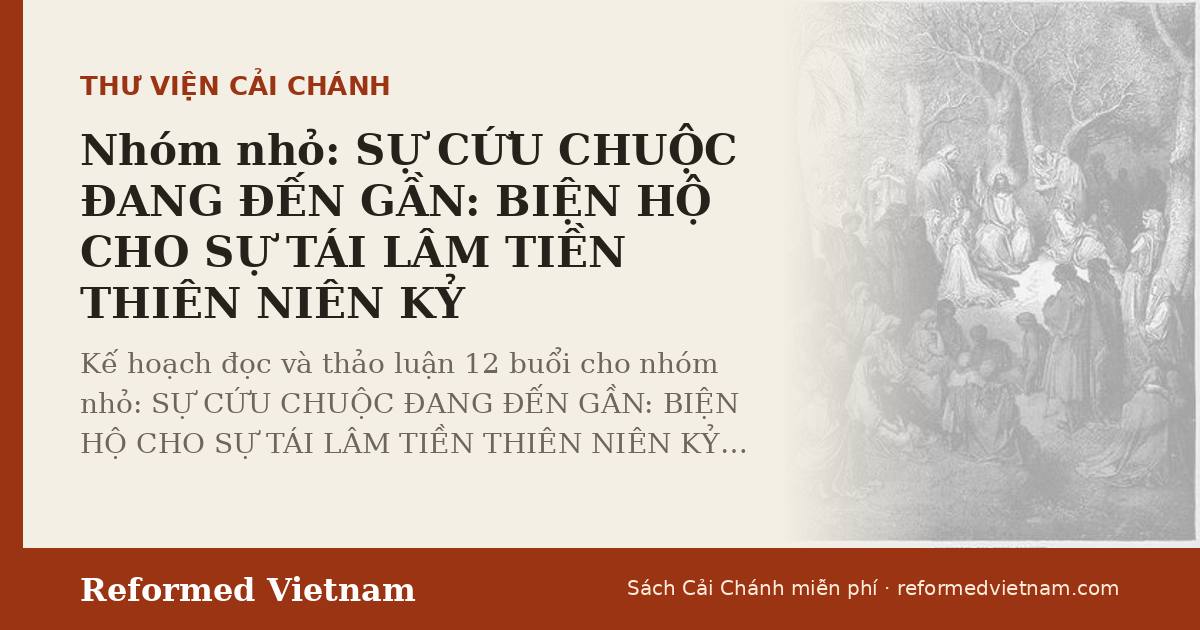 THƯ VIỆN CẢI CHÁNH
Nhóm nhỏ: SỰ CỨU CHUỘC
ĐANG ĐẾN GẦN: BIỆN HỘ
CHO SỰ TÁI LÂM TIỀN
THIÊN NIÊN KỶ
Kế hoạch đọc và thảo luận 12 buổi cho nhóm
nhỏ: SỰ CỨU CHUỘC ĐANG ĐẾN GẦN: BIỆN
HỘ CHO SỰ TÁI LÂM TIỀN THIÊN NIÊN KỶ...
Reformed Vietnam
Sách Cải Chánh miễn phí · reformedvietnam.com